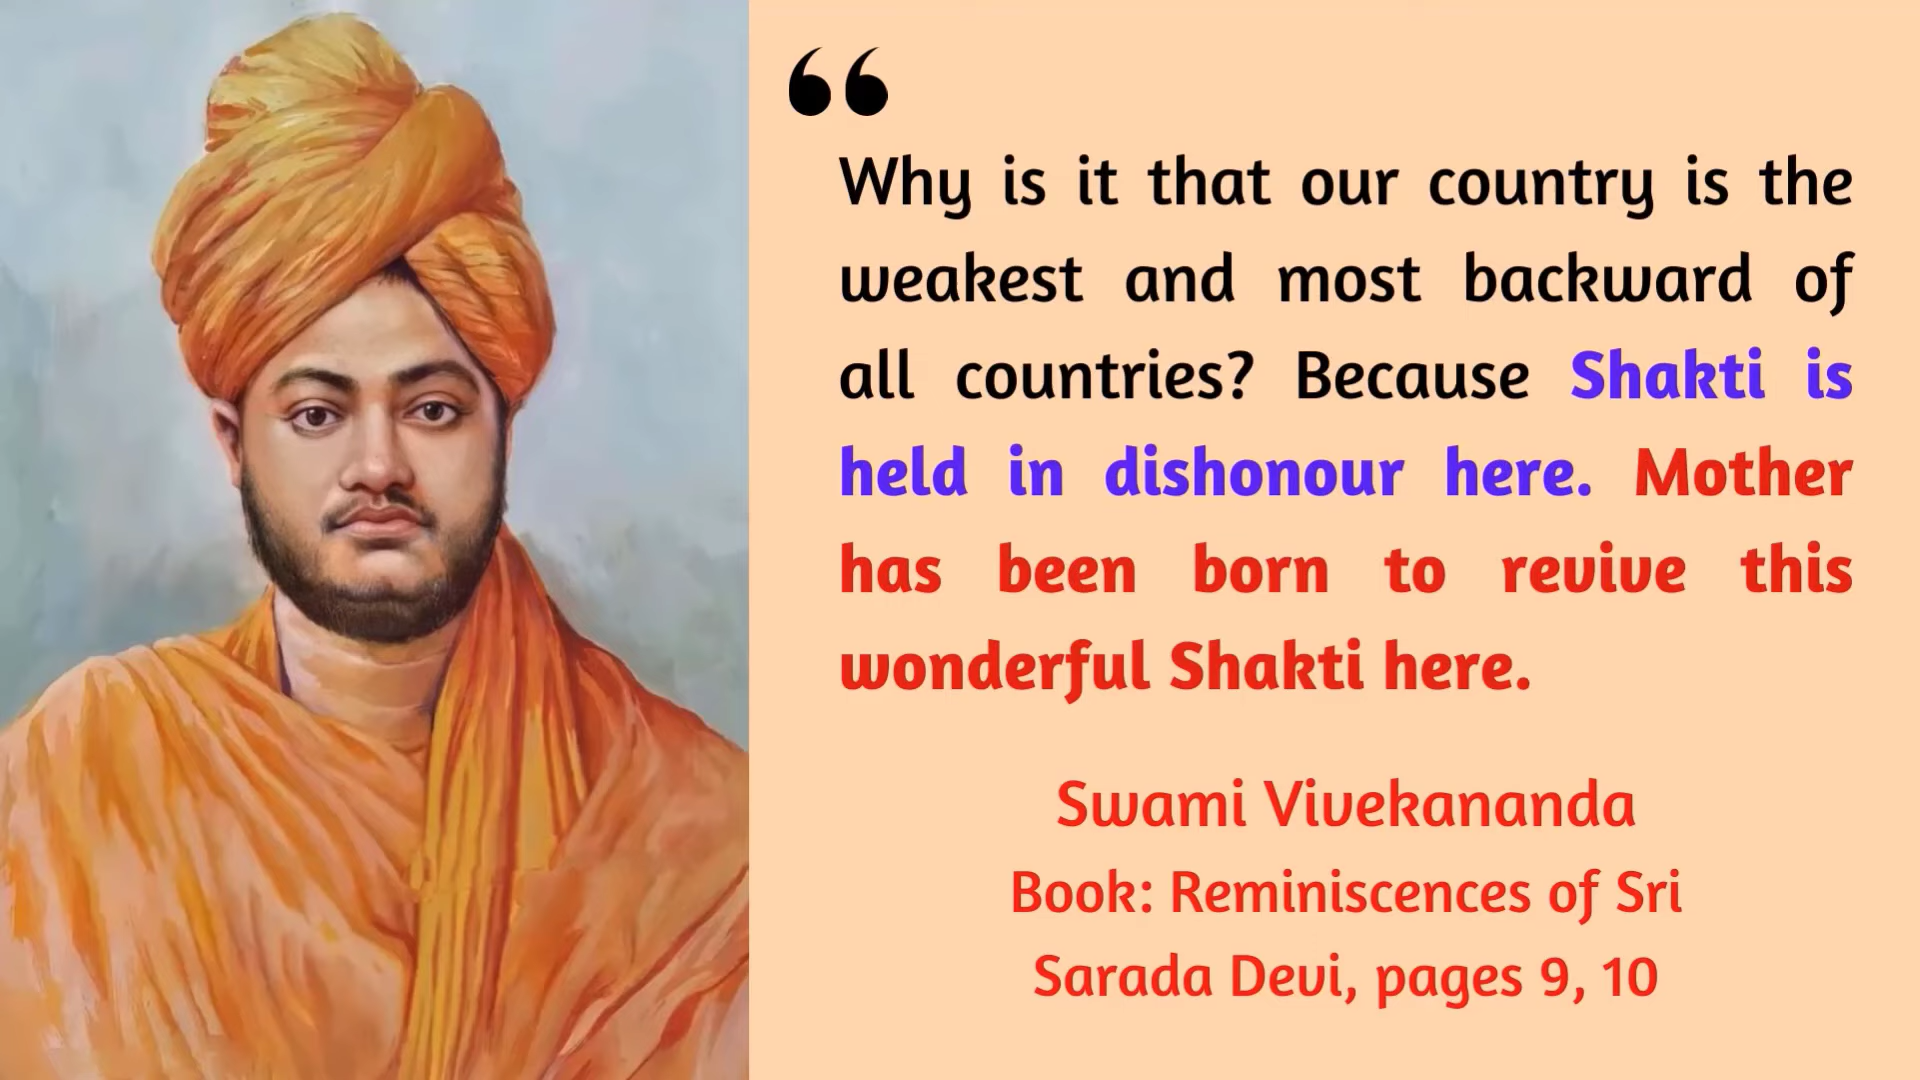 “
Why is it that our country is the
weakest and most backward of
all countries? Because Shakti is
held in dishonour here. Mother
has been born to revive this
wonderful Shakti here.
Swami Vivekananda
Book: Reminiscences of Sri
Sarada Devi, pages 9, 10